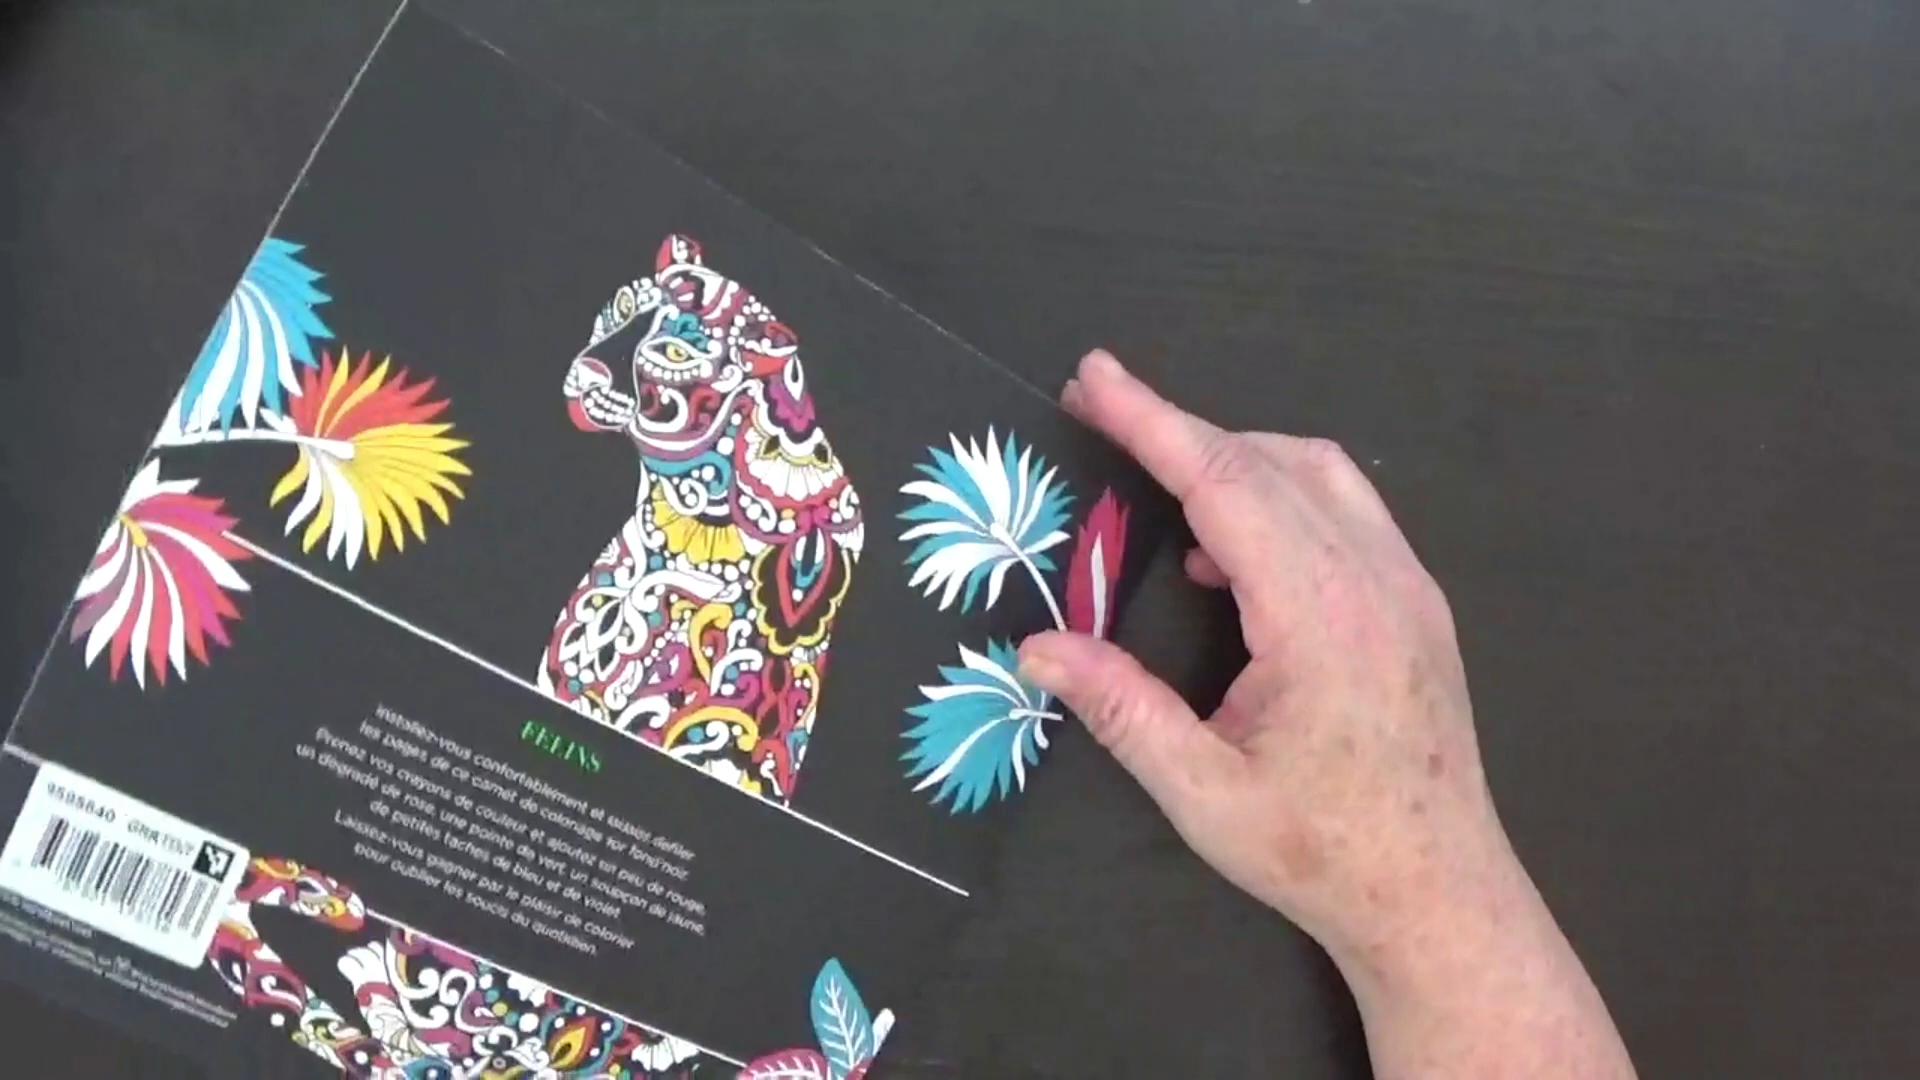 FELINS
Installez-vous confortablement et laissez défiler
les pages de ce carnet de coloriage sur fond noir.
Prenez vos crayons de couleur et ajoutez un peu de rouge,
un dégradé de rose, une pointe de vert, un soupçon de jaune,
de petites taches de bleu et de violet.
Laissez-vous gagner par le plaisir de colorier
pour oublier les soucis du quotidien.
9595640